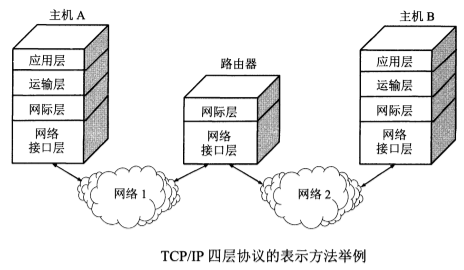 主机 A
应用层
运输层
网际层
网络
接口层
路由器
网际层
网络
接口层
主机 B
应用层
运输层
网际层
网络
接口层
网络 1
网络 2
TCP/IP 四层协议的表示方法举例